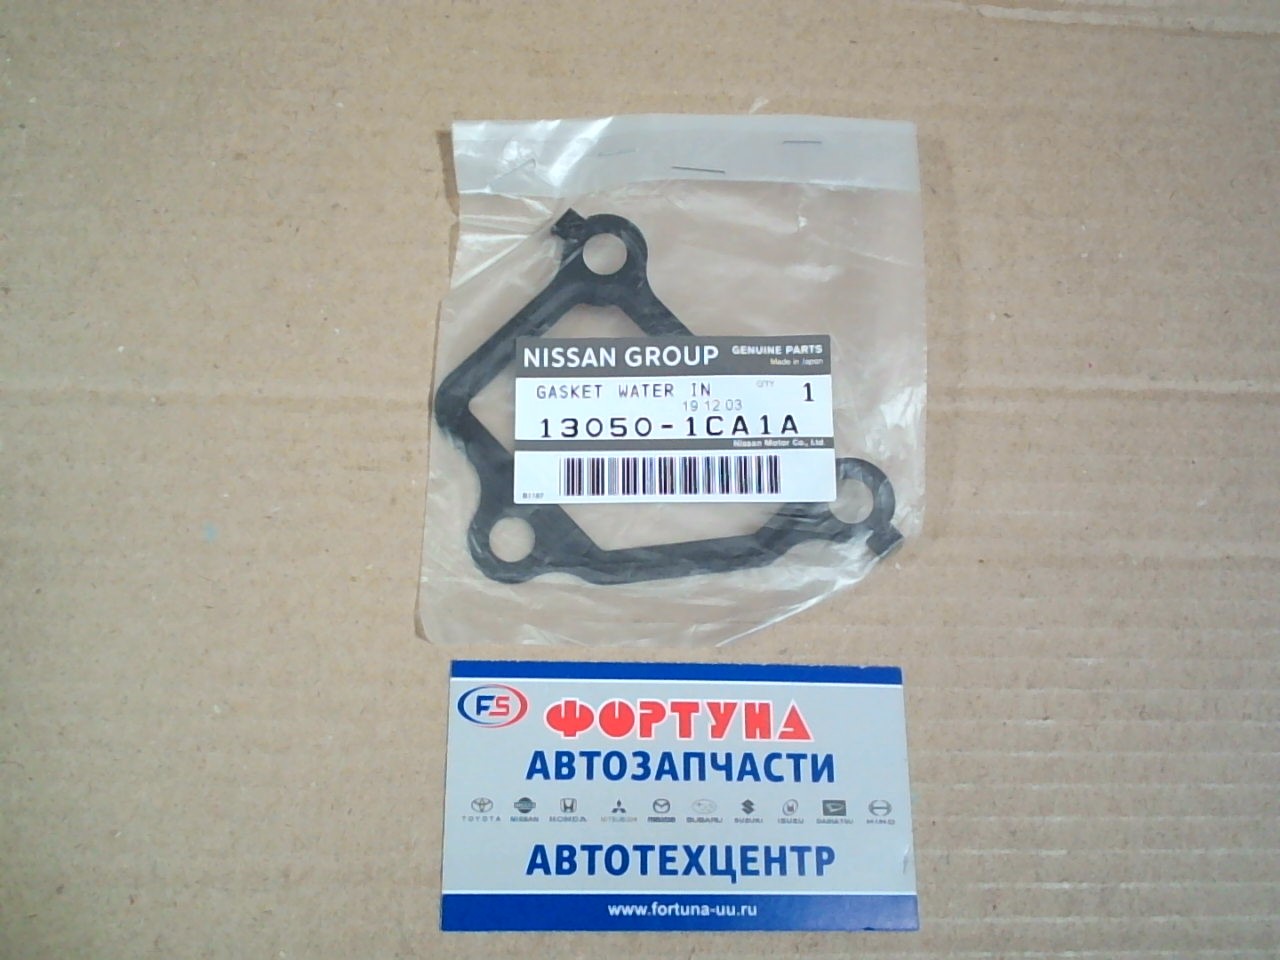 NISSAN GROUP GENUINE PARTS
Made in Japan
GASKET WATER IN QTY 1
19 12 03
13050-1CA1A
Nissan Motor Co., Ltd.
B1187
FS ФОРТУНА
АВТОЗАПЧАСТИ
TOYOTA NISSAN HONDA MITSUBISHI MAZDA SUBARU SUZUKI ISUZU DAIHATSU HINO
АВТОТЕХЦЕНТР
www.fortuna-uu.ru